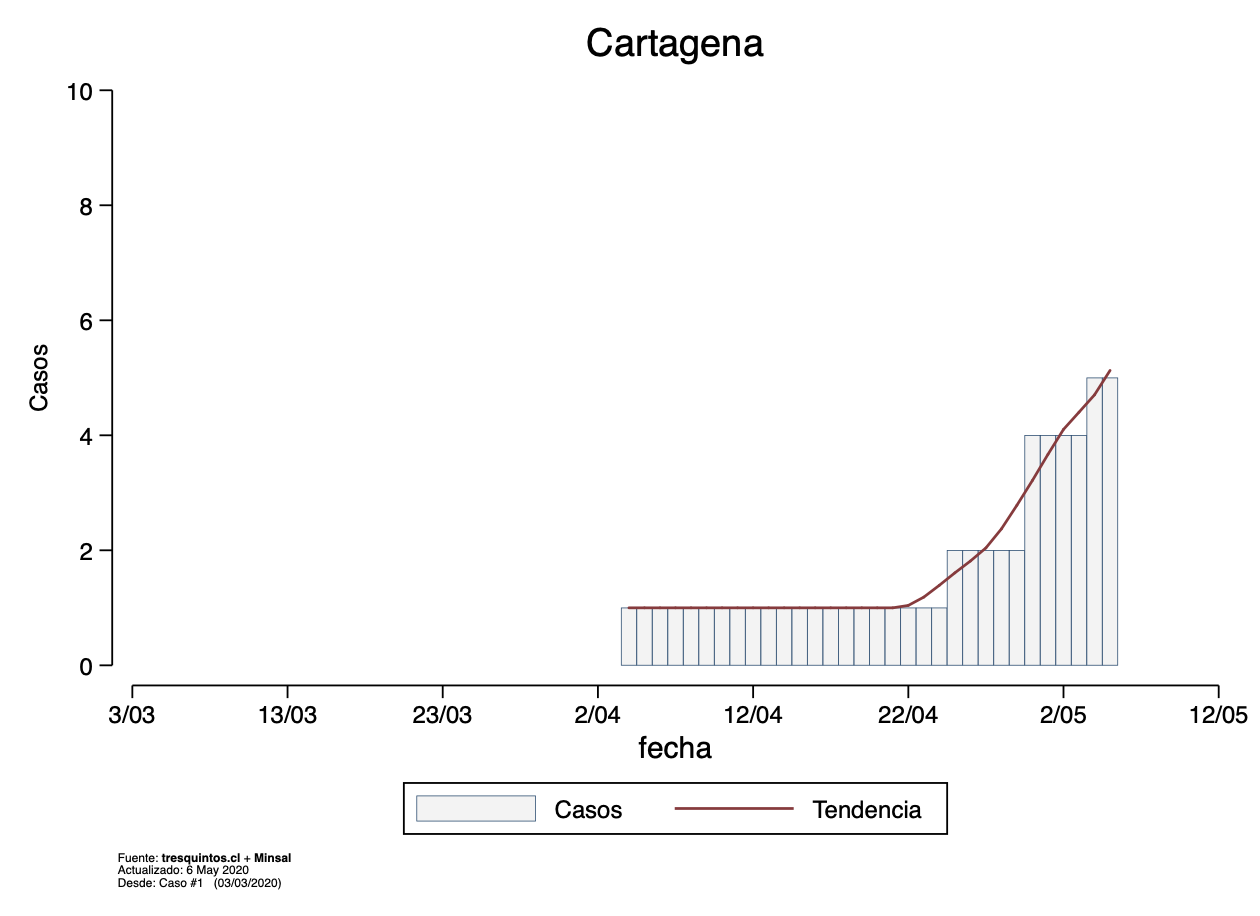 Cartagena
10
8
6
4
2
0
Casos
3/03 13/03 23/03 2/04 12/04 22/04 2/05 12/05
fecha
Casos Tendencia
Fuente: tresquintos.cl + Minsal
Actualizado: 6 May 2020
Desde: Caso #1 (03/03/2020)